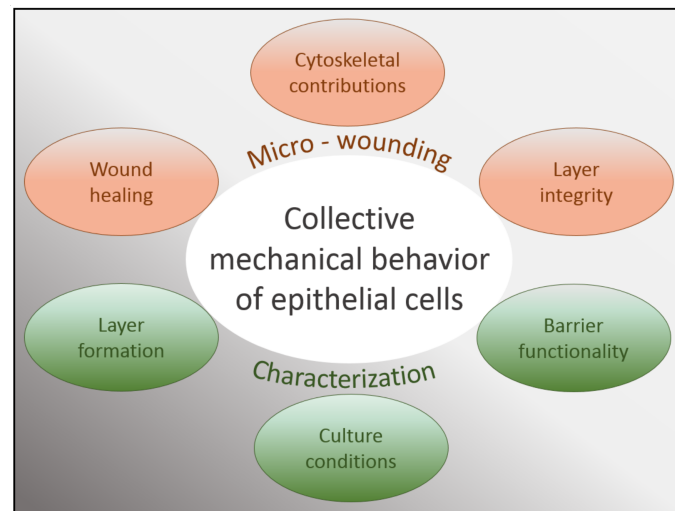 Cytoskeletal
contributions
Micro - wounding
Wound
healing
Layer
integrity
Collective
mechanical behavior
of epithelial cells
Layer
formation
Barrier
functionality
Characterization
Culture
conditions